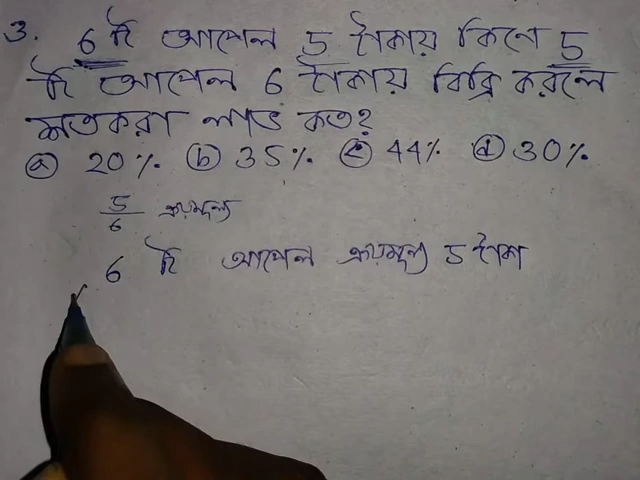 3. 6 টি আপেল 5 টাকায় কিনে 5
টি আপেল 6 টাকায় বিক্রি করলে
শতকরা লাভ কত?
ⓐ 20%. ⓑ 35%. ⓒ 44% ⓓ 30%.
5/6 ক্রয়মূল্য
6 টি আপেল ক্রয়মূল্য 5 টাকা